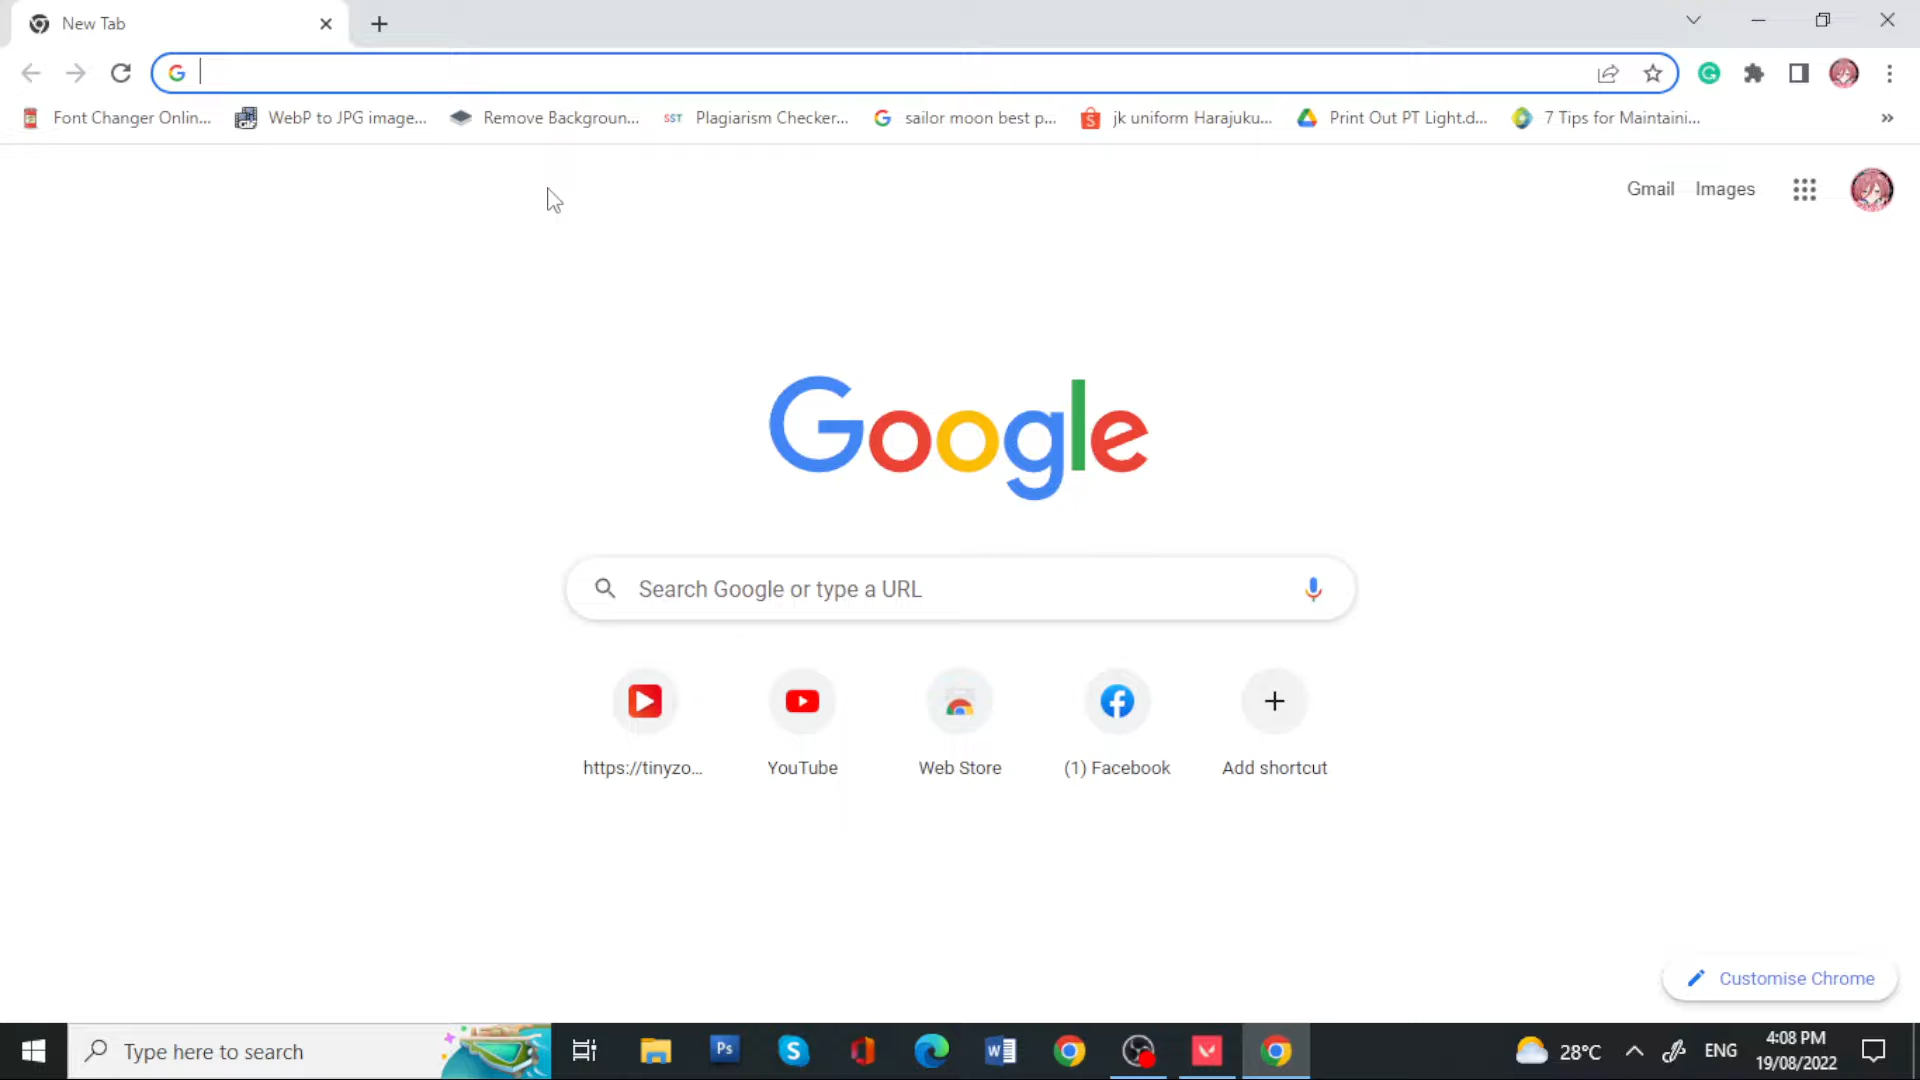 New Tab
Font Changer Onlin...
WebP to JPG image...
Remove Backgroun...
SST Plagiarism Checker...
sailor moon best p...
jk uniform Harajuku...
Print Out PT Light.d...
7 Tips for Maintaini...
Gmail
Images
Google
Search Google or type a URL
https://tinyzo...
YouTube
Web Store
(1) Facebook
Add shortcut
Customise Chrome
Type here to search
Ps
28°C
ENG
4:08 PM
19/08/2022